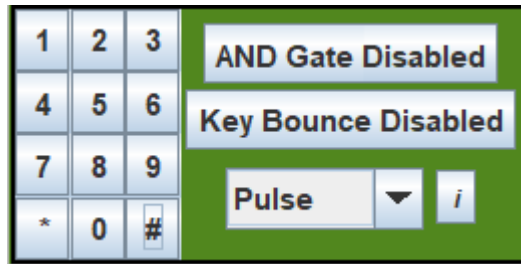 1 2 3
AND Gate Disabled
4 5 6
Key Bounce Disabled
7 8 9
Pulse i
* 0 #